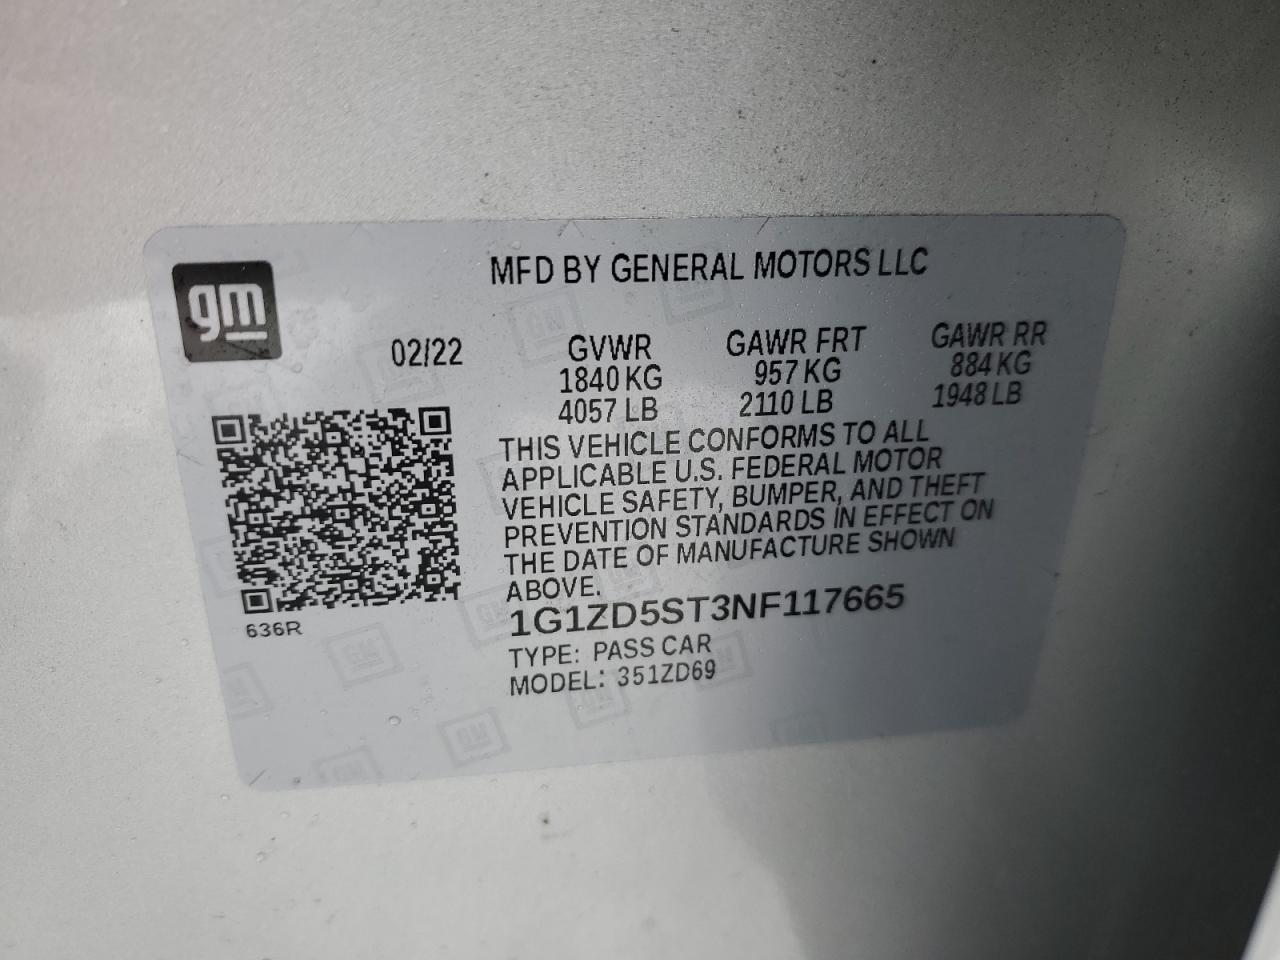 gm
MFD BY GENERAL MOTORS LLC
02/22
GVWR GAWR FRT GAWR RR
1840 KG 957 KG 884 KG
4057 LB 2110 LB 1948 LB
THIS VEHICLE CONFORMS TO ALL
APPLICABLE U.S. FEDERAL MOTOR
VEHICLE SAFETY, BUMPER, AND THEFT
PREVENTION STANDARDS IN EFFECT ON
THE DATE OF MANUFACTURE SHOWN
ABOVE.
636R
1G1ZD5ST3NF117665
TYPE: PASS CAR
MODEL: 351ZD69